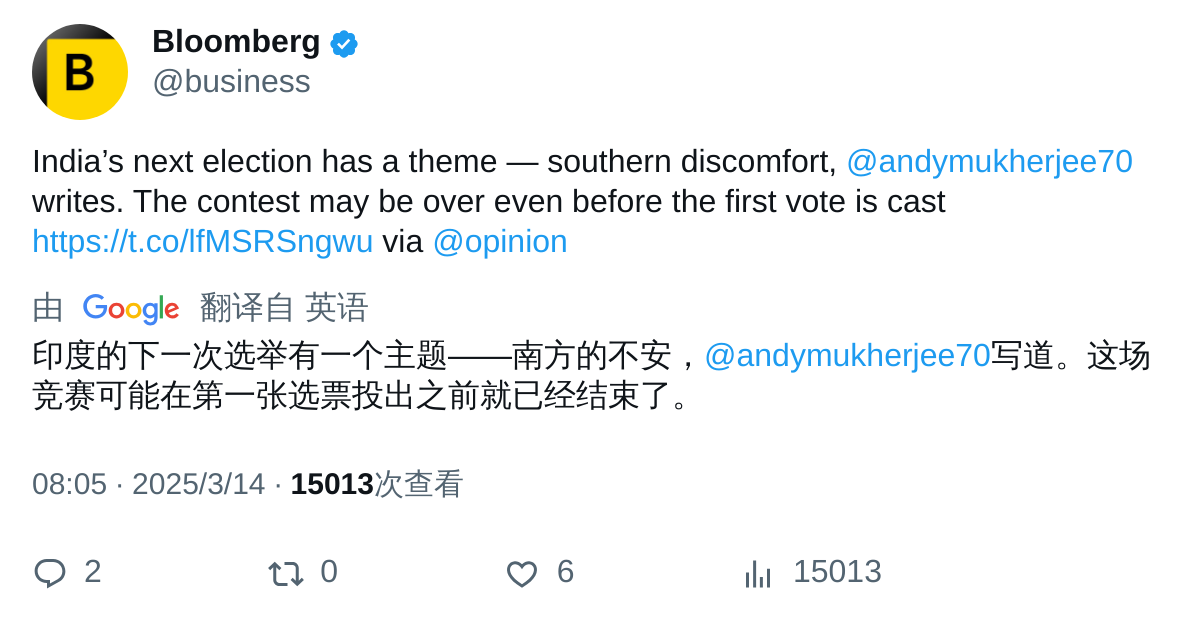 B
Bloomberg
@business
India’s next election has a theme — southern discomfort, @andymukherjee70
writes. The contest may be over even before the first vote is cast
https://t.co/lfMSRSngwu via @opinion
由 Google 翻译自 英语
印度的下一次选举有一个主题——南方的不安，@andymukherjee70写道。这场
竞赛可能在第一张选票投出之前就已经结束了。
08:05 · 2025/3/14 · 15013次查看
2 0 6 15013